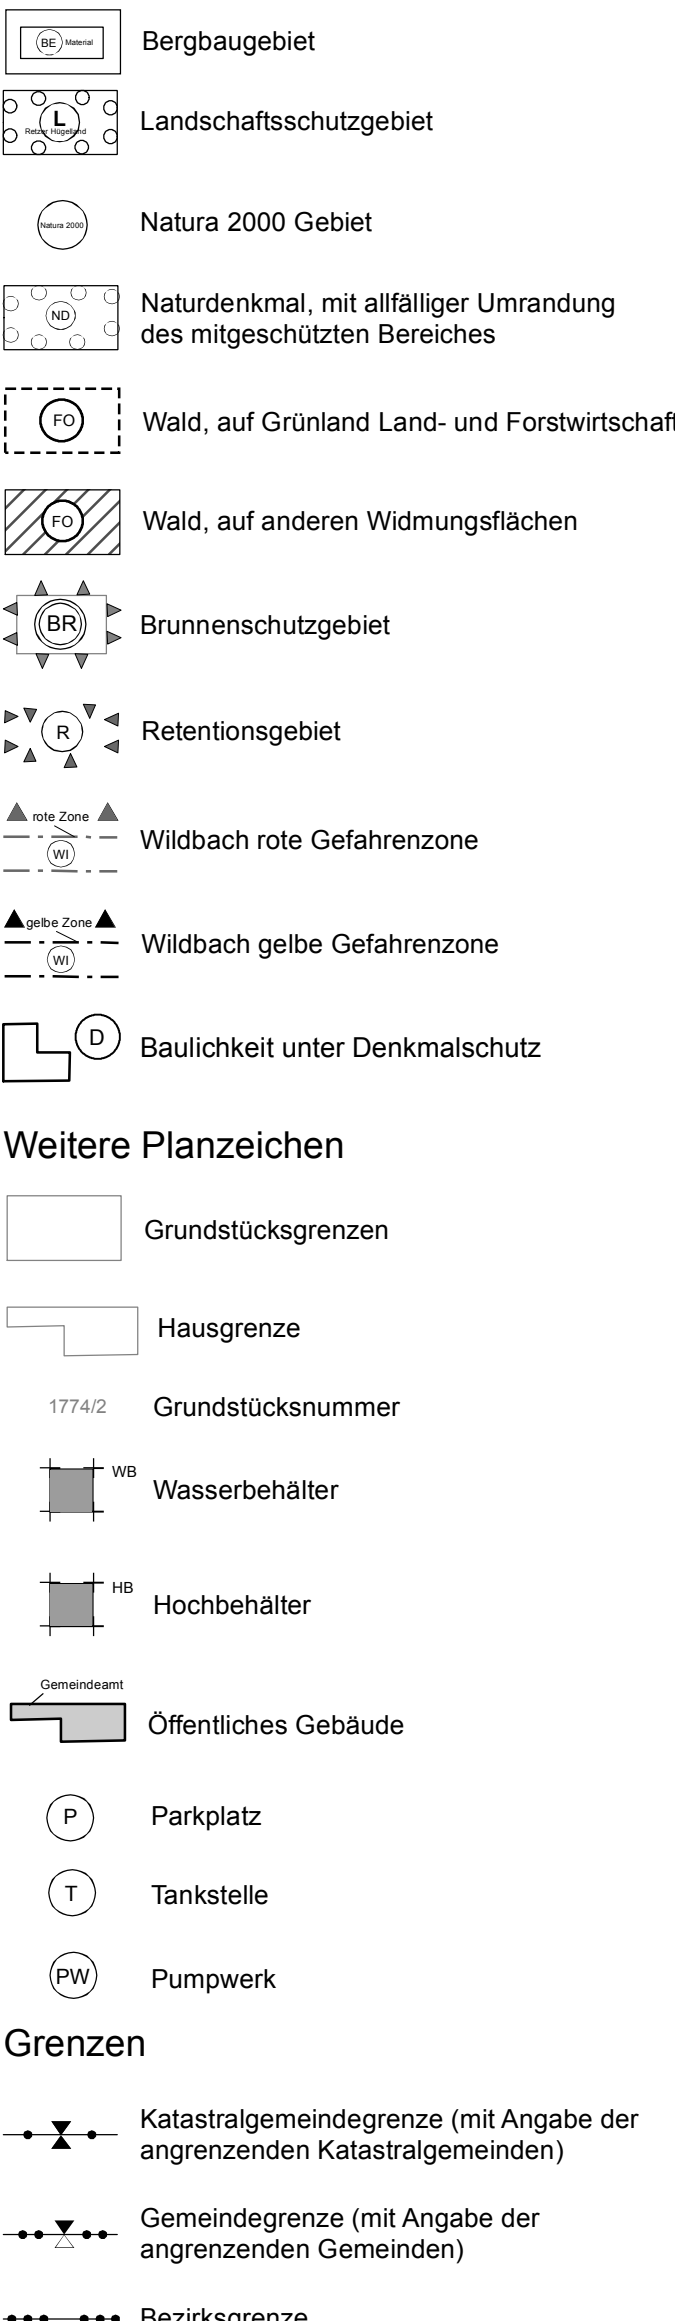 BE Material Bergbaugebiet
L
Retzer Hügelland
Landschaftsschutzgebiet
Natura 2000 Natura 2000 Gebiet
ND
Naturdenkmal, mit allfälliger Umrandung
des mitgeschützten Bereiches
FO Wald, auf Grünland Land- und Forstwirtschaft
FO Wald, auf anderen Widmungsflächen
BR Brunnenschutzgebiet
R Retentionsgebiet
rote Zone
WI
Wildbach rote Gefahrenzone
gelbe Zone
WI
Wildbach gelbe Gefahrenzone
D Baulichkeit unter Denkmalschutz
Weitere Planzeichen
Grundstücksgrenzen
Hausgrenze
1774/2 Grundstücksnummer
WB
Wasserbehälter
HB
Hochbehälter
Gemeindeamt
Öffentliches Gebäude
P Parkplatz
T Tankstelle
PW Pumpwerk
Grenzen
Katastralgemeindegrenze (mit Angabe der
angrenzenden Katastralgemeinden)
Gemeindegrenze (mit Angabe der
angrenzenden Gemeinden)
Bezirksgrenze